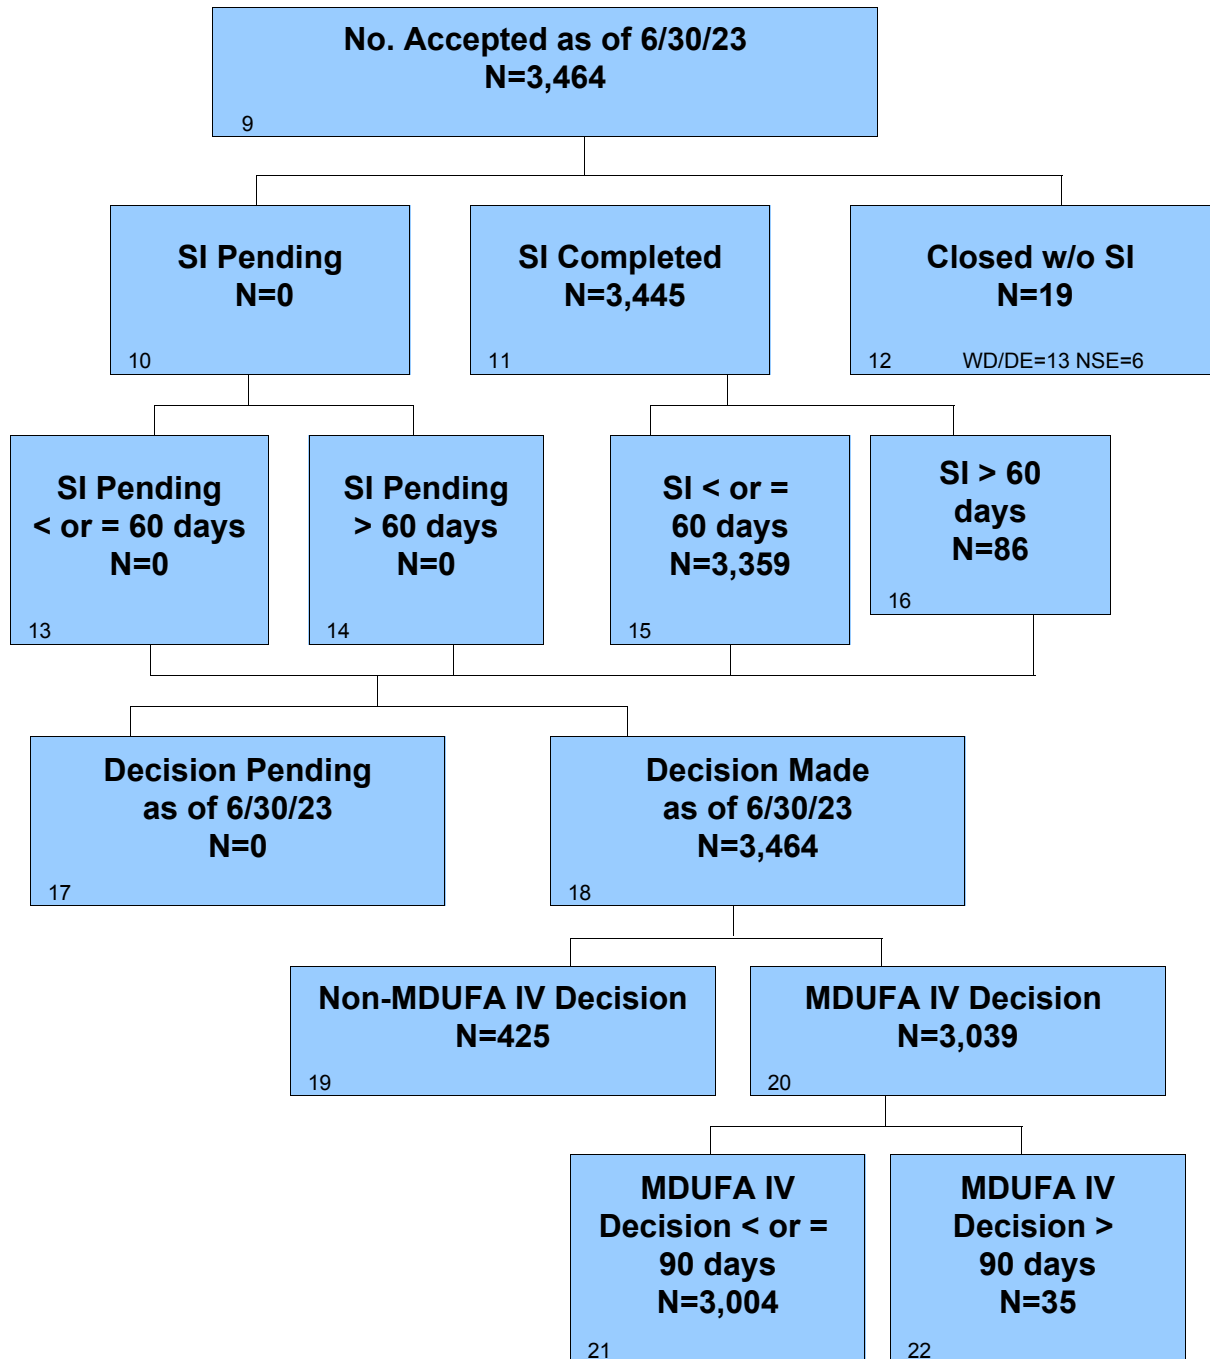 No. Accepted as of 6/30/23
N=3,464
9
SI Pending
N=0
10
SI Completed
N=3,445
11
Closed w/o SI
N=19
12 WD/DE=13 NSE=6
SI Pending
< or = 60 days
N=0
13
SI Pending
> 60 days
N=0
14
SI < or =
60 days
N=3,359
15
SI > 60
days
N=86
16
Decision Pending
as of 6/30/23
N=0
17
Decision Made
as of 6/30/23
N=3,464
18
Non-MDUFA IV Decision
N=425
19
MDUFA IV Decision
N=3,039
20
MDUFA IV
Decision < or =
90 days
N=3,004
21
MDUFA IV
Decision >
90 days
N=35
22